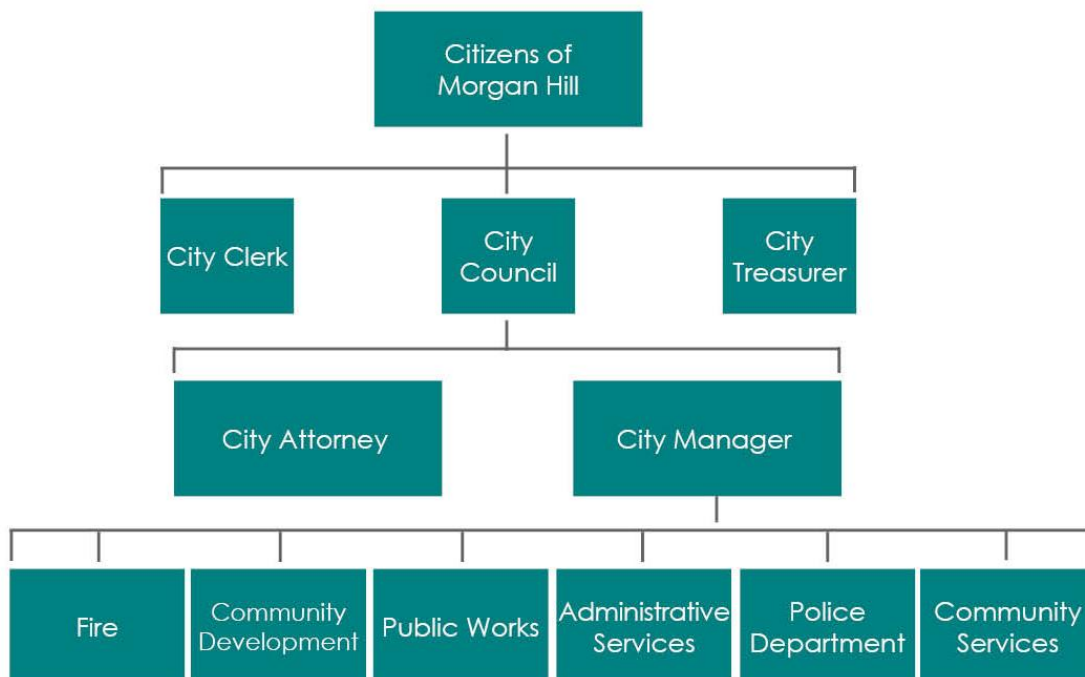 Citizens of
Morgan Hill
City Clerk
City
Council
City
Treasurer
City Attorney
City Manager
Fire
Community
Development
Public Works
Administrative
Services
Police
Department
Community
Services